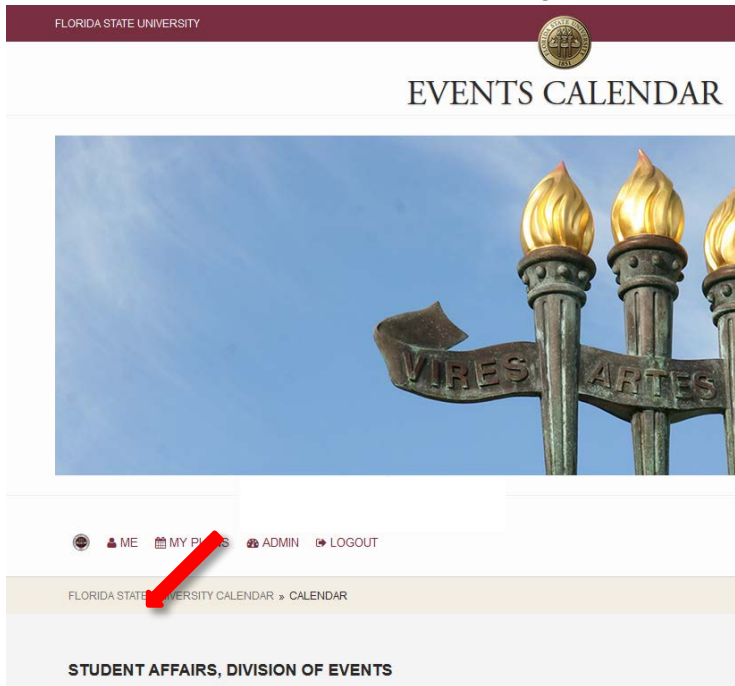 FLORIDA STATE UNIVERSITY
EVENTS CALENDAR
VIRES ARTES
ME MY ADMIN LOGOUT
FLORIDA STATE CALENDAR » CALENDAR
STUDENT AFFAIRS, DIVISION OF EVENTS